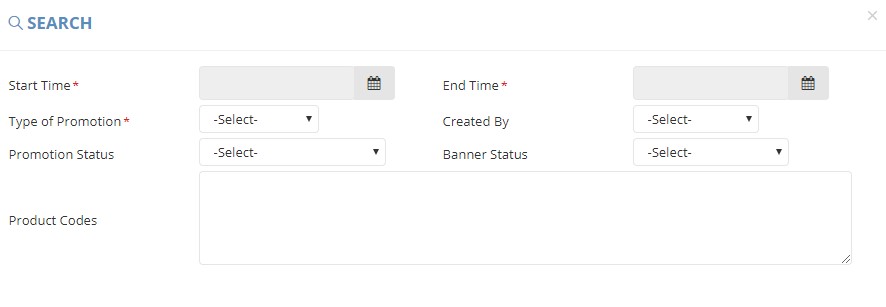 SEARCH
Start Time* End Time*
Type of Promotion* -Select- Created By -Select-
Promotion Status -Select- Banner Status -Select-
Product Codes